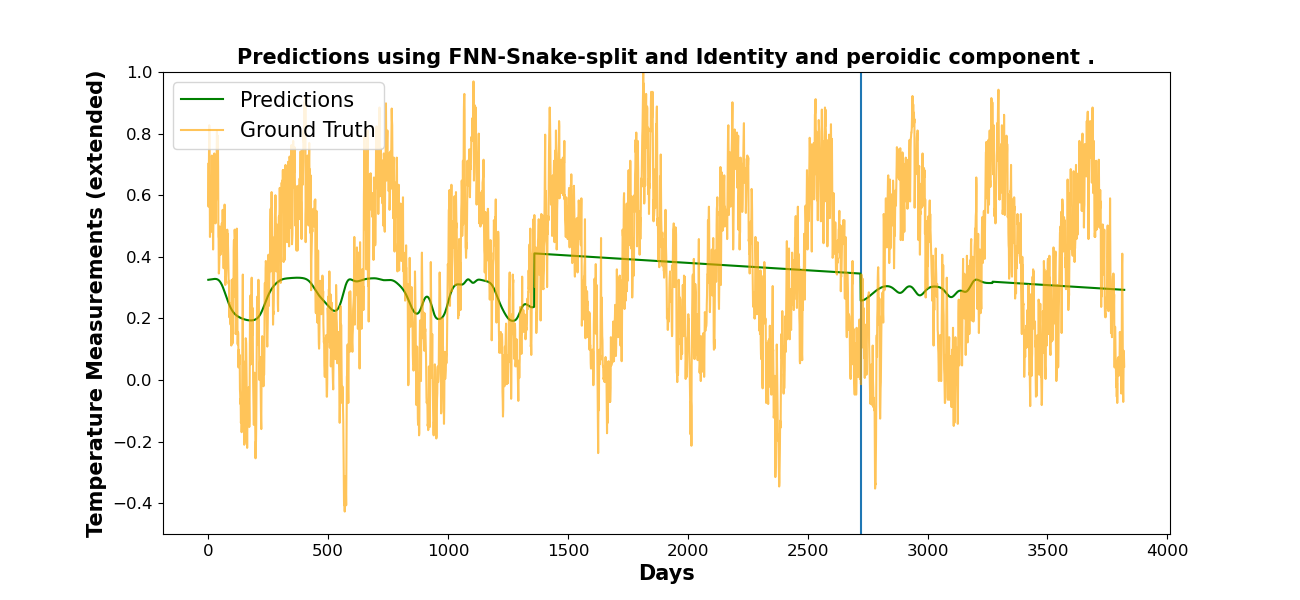 Predictions using FNN-Snake-split and Identity and peroidic component .
Temperature Measurements (extended)
1.0
0.8
0.6
0.4
0.2
0.0
−0.2
−0.4
Predictions
Ground Truth
0 500 1000 1500 2000 2500 3000 3500 4000
Days